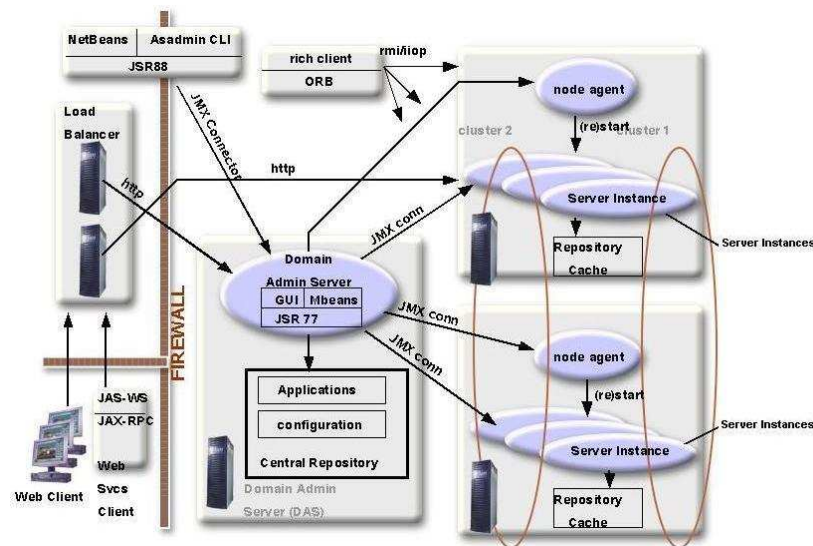 NetBeans
Asadmin CLI
JSR88
rich client
ORB
rmi/iiop
node agent
(re)start
cluster 2
cluster 1
Load
Balancer
JMX Connector
http
http
JMX conn
Server Instance
Server Instances
Repository
Cache
Domain
Admin Server
GUI
Mbeans
JSR 77
JMX conn
JMX conn
node agent
(re)start
FIREWALL
Applications
configuration
Central Repository
Domain Admin
Server (DAS)
Server Instances
Server Instance
Repository
Cache
JAS-WS
JAX-RPC
Web
Svcs
Client
Web Client